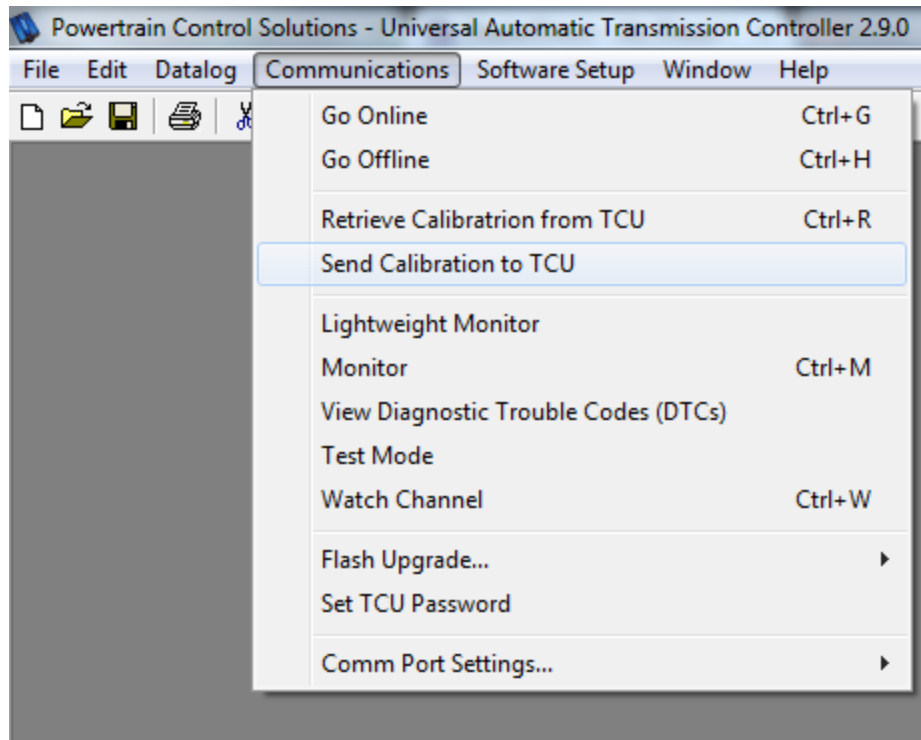 Powertrain Control Solutions - Universal Automatic Transmission Controller 2.9.0
File Edit Datalog Communications Software Setup Window Help
Go Online Ctrl+G
Go Offline Ctrl+H
Retrieve Calibratrion from TCU Ctrl+R
Send Calibration to TCU
Lightweight Monitor
Monitor Ctrl+M
View Diagnostic Trouble Codes (DTCs)
Test Mode
Watch Channel Ctrl+W
Flash Upgrade...
Set TCU Password
Comm Port Settings...